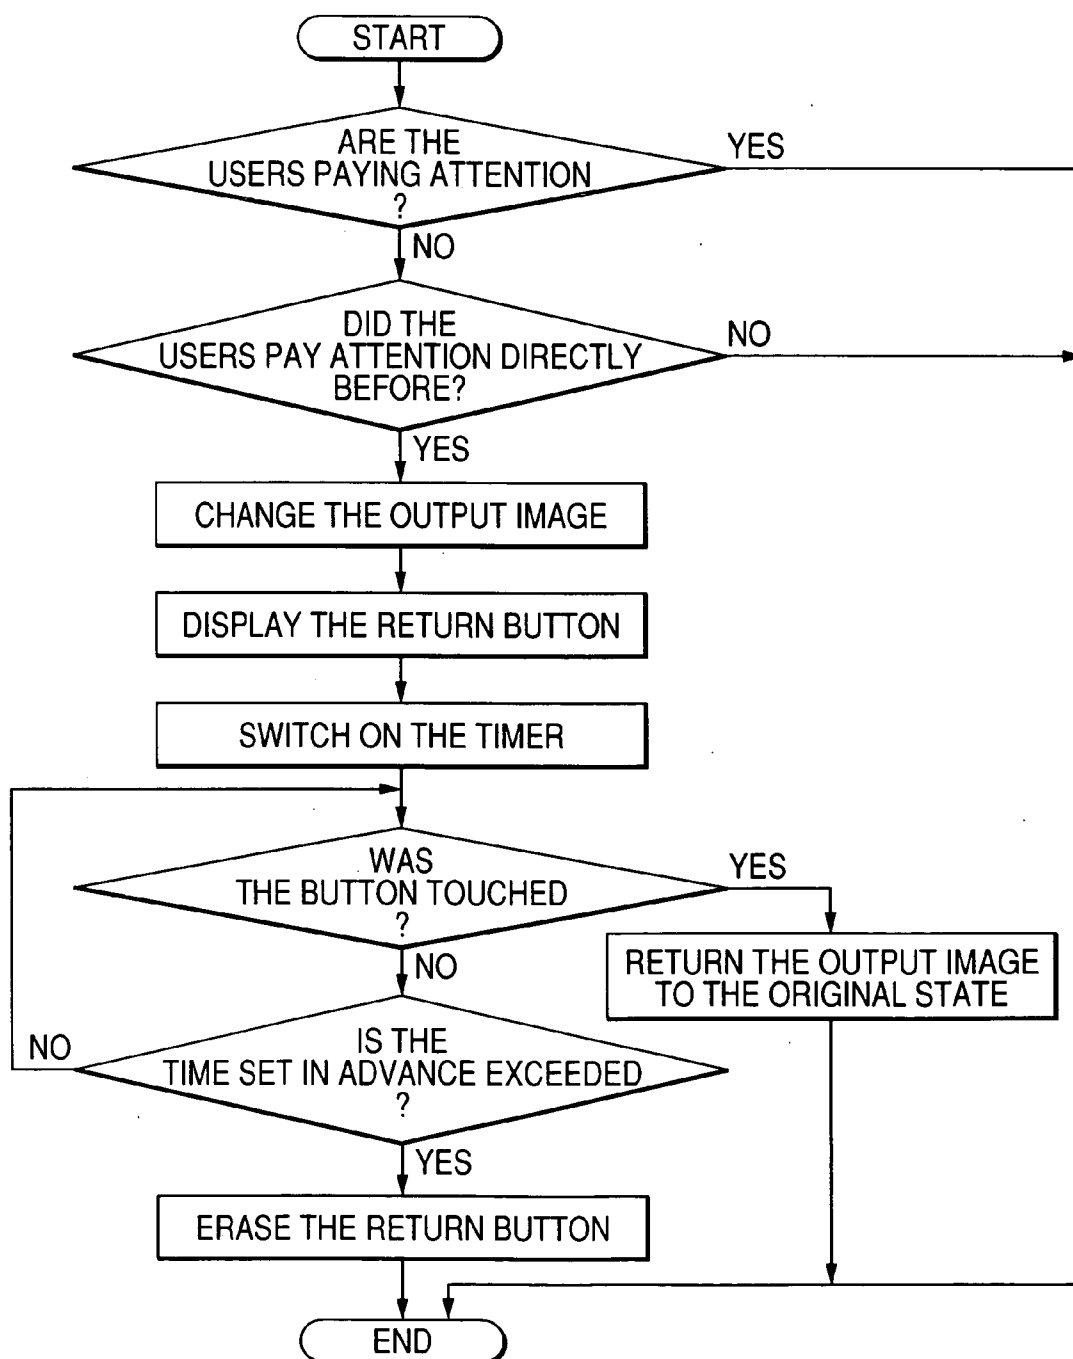 START
ARE THE
USERS PAYING ATTENTION
?
YES
NO
DID THE
USERS PAY ATTENTION DIRECTLY
BEFORE?
NO
YES
CHANGE THE OUTPUT IMAGE
DISPLAY THE RETURN BUTTON
SWITCH ON THE TIMER
WAS
THE BUTTON TOUCHED
?
YES
NO
RETURN THE OUTPUT IMAGE
TO THE ORIGINAL STATE
IS THE
TIME SET IN ADVANCE EXCEEDED
?
NO
YES
ERASE THE RETURN BUTTON
END